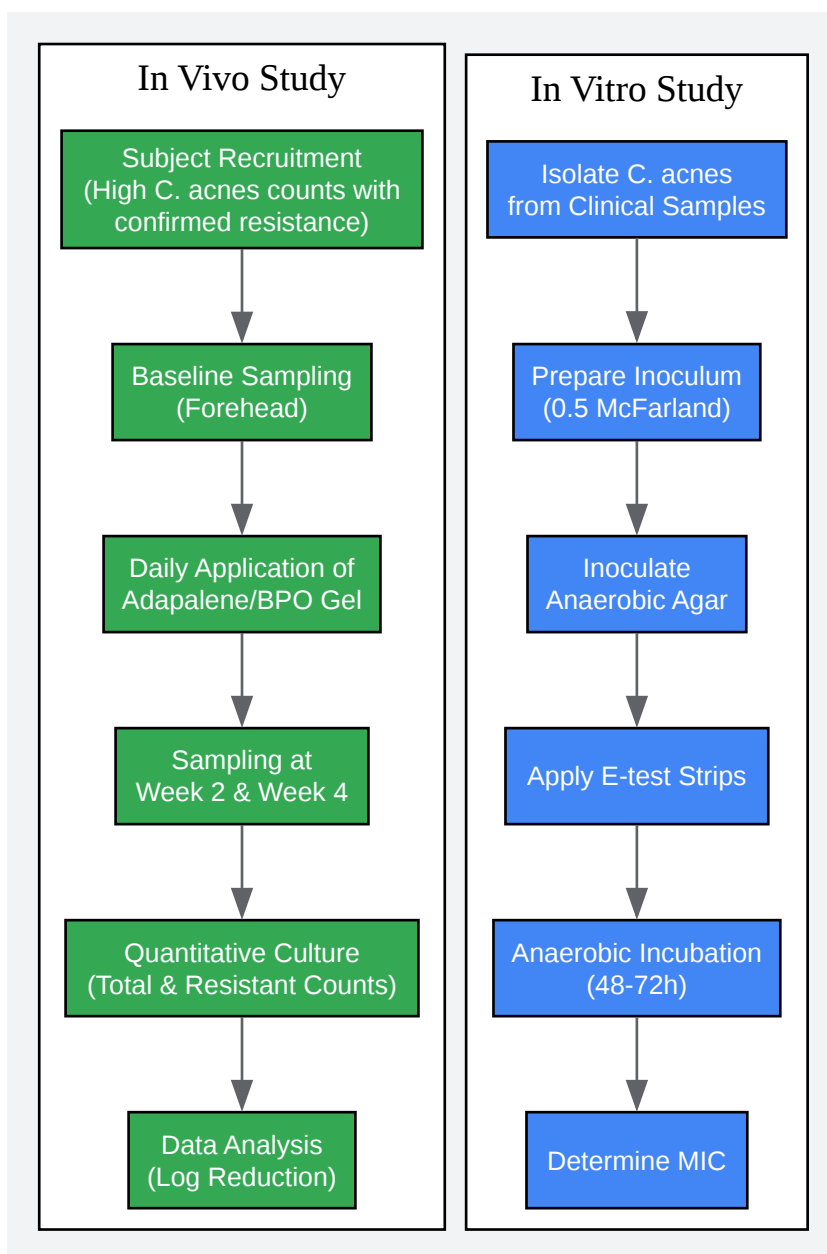 In Vivo Study
Subject Recruitment
(High C. acnes counts with
confirmed resistance)
Baseline Sampling
(Forehead)
Daily Application of
Adapalene/BPO Gel
Sampling at
Week 2 & Week 4
Quantitative Culture
(Total & Resistant Counts)
Data Analysis
(Log Reduction)
In Vitro Study
Isolate C. acnes
from Clinical Samples
Prepare Inoculum
(0.5 McFarland)
Inoculate
Anaerobic Agar
Apply E-test Strips
Anaerobic Incubation
(48-72h)
Determine MIC